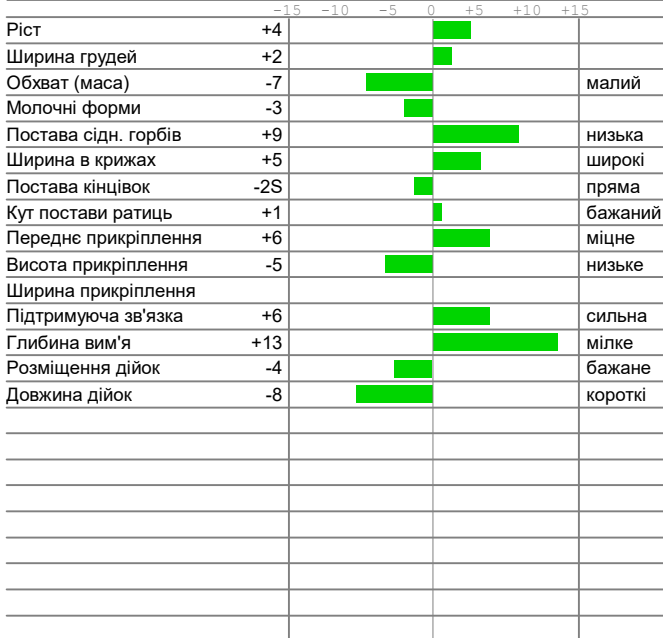 -15 -10 -5 0 +5 +10 +15
Ріст +4
Ширина грудей +2
Обхват (маса) -7 малий
Молочні форми -3
Постава сідн. горбів +9 низька
Ширина в крижах +5 широкі
Постава кінцівок -2S пряма
Кут постави ратиць +1 бажаний
Переднє прикріплення +6 міцне
Висота прикріплення -5 низьке
Ширина прикріплення
Підтримуюча зв'язка +6 сильна
Глибина вим'я +13 мілке
Розміщення дійок -4 бажане
Довжина дійок -8 короткі